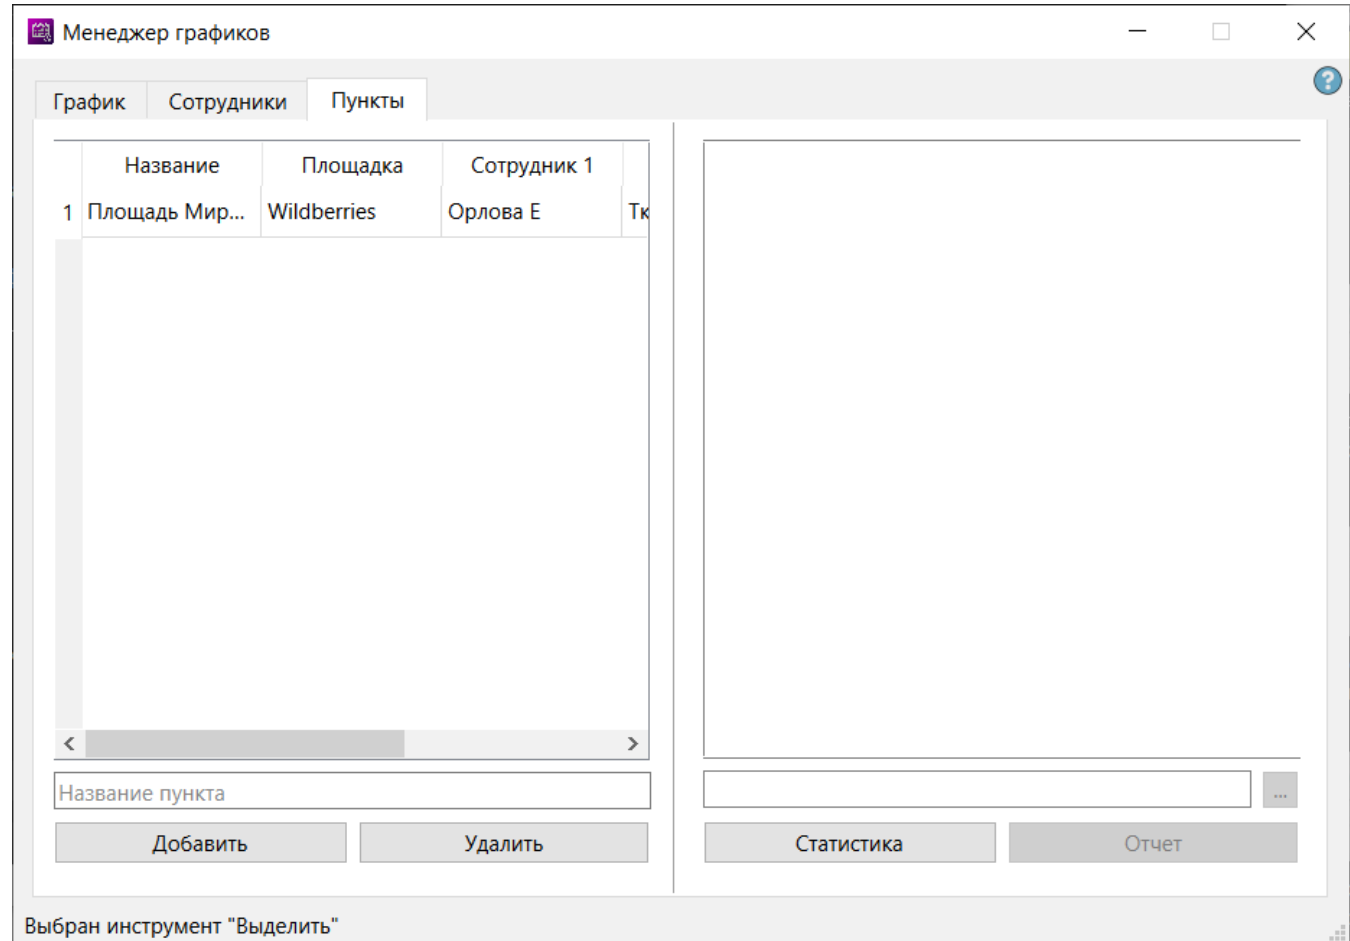 Менеджер графиков
График Сотрудники Пункты
Название Площадка Сотрудник 1
1 Площадь Мир... Wildberries Орлова Е Тк
Название пункта
...
Добавить Удалить Статистика Отчет
Выбран инструмент "Выделить"